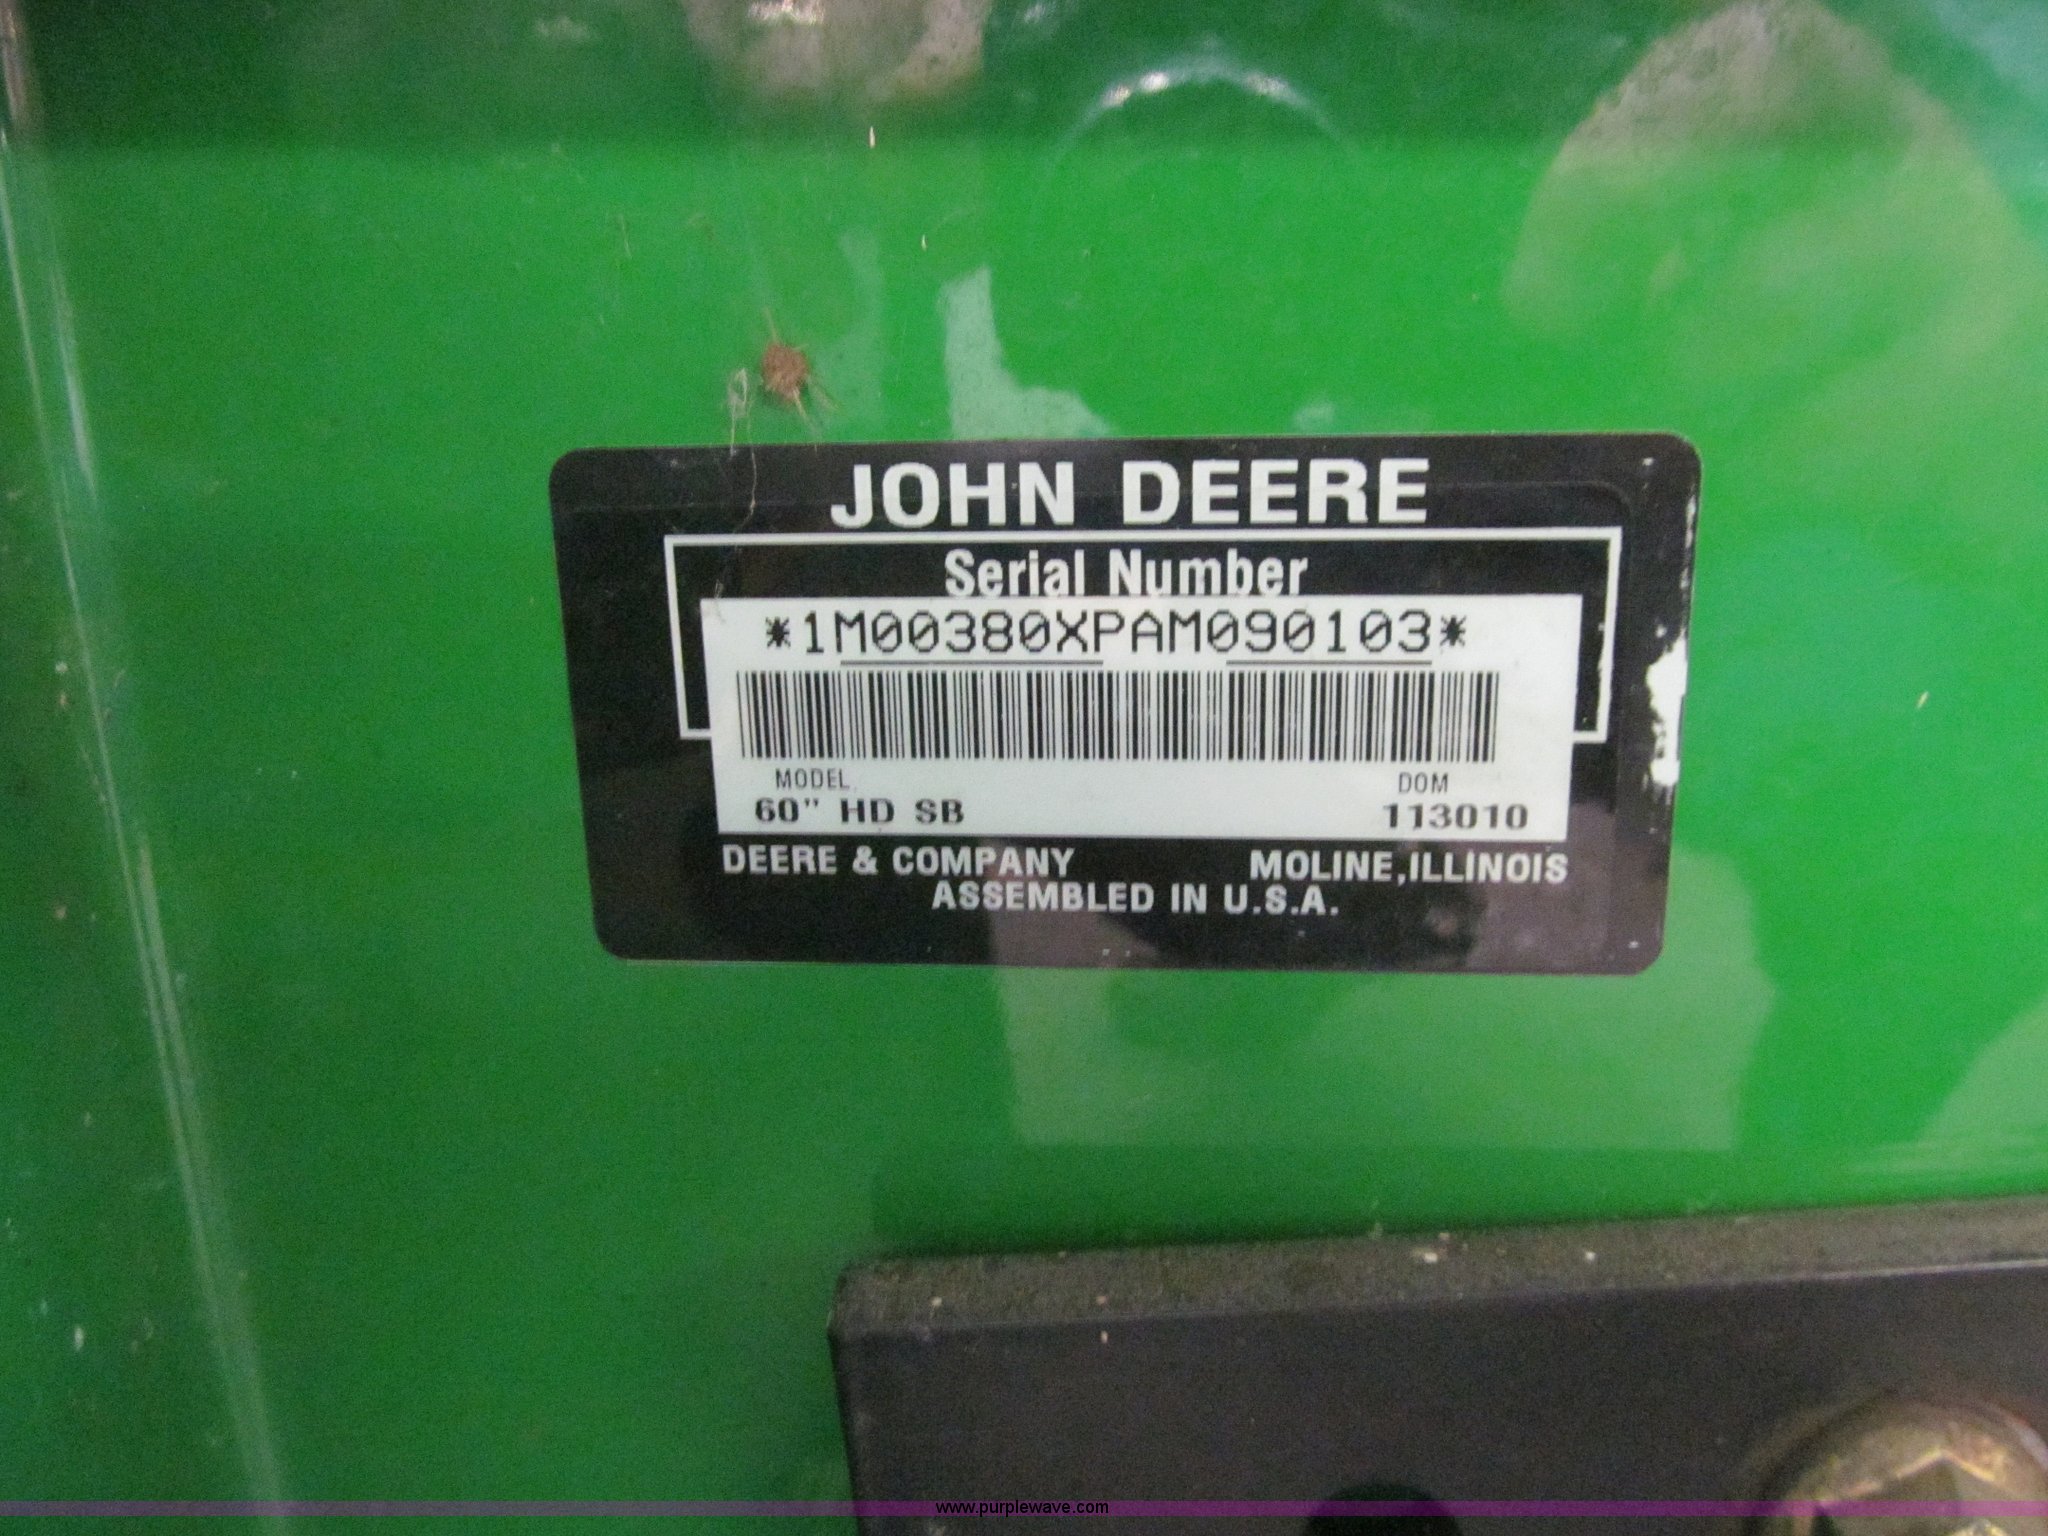 JOHN DEERE
Serial Number
*1M00380XPAM090103*
MODEL DOM
60" HD SB 113010
DEERE & COMPANY MOLINE,ILLINOIS
ASSEMBLED IN U.S.A.
www.purplewave.com